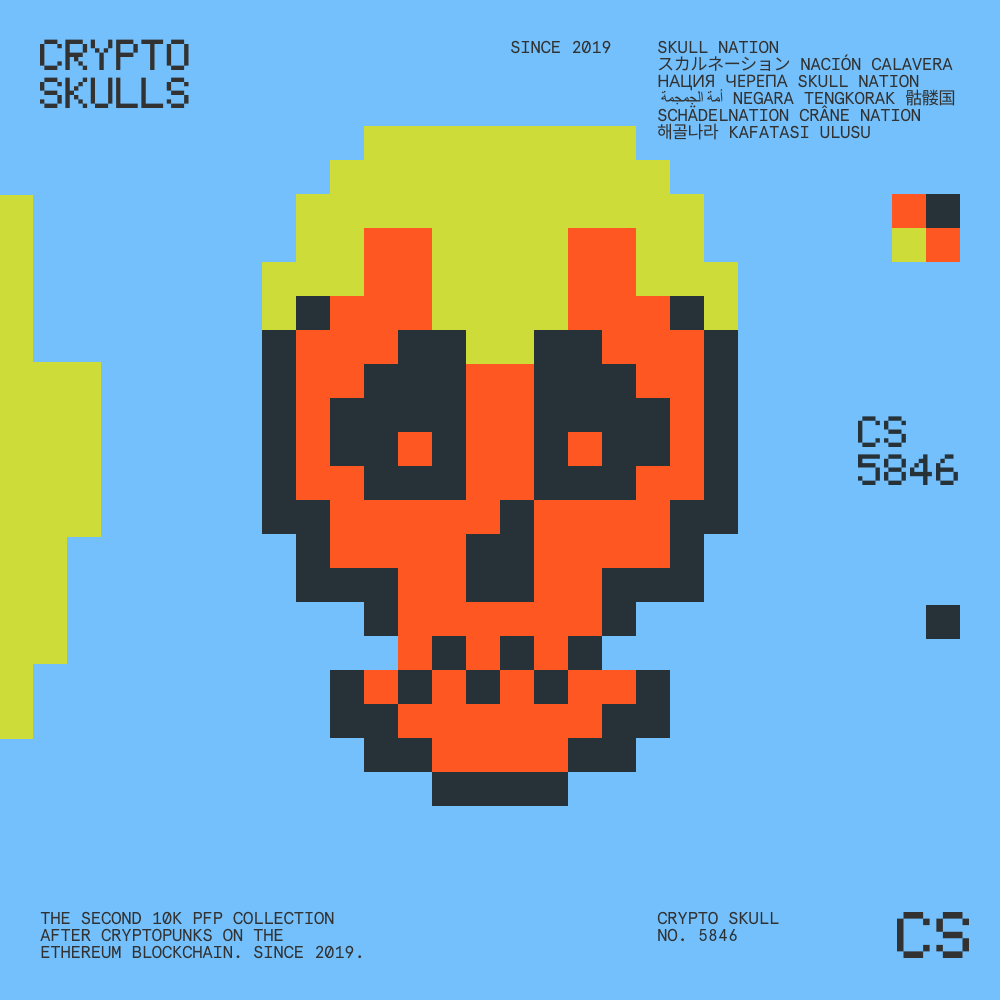 CRYPTO
SKULLS
SINCE 2019
SKULL NATION
スカルネーション NACIÓN CALAVERA
НАЦИЯ ЧЕРЕПА SKULL NATION
أمة الجمجمة NEGARA TENGKORAK 骷髅国
SCHÄDELNATION CRÂNE NATION
해골나라 KAFATASI ULUSU
CS
5846
THE SECOND 10K PFP COLLECTION
AFTER CRYPTOPUNKS ON THE
ETHEREUM BLOCKCHAIN. SINCE 2019.
CRYPTO SKULL
NO. 5846
CS